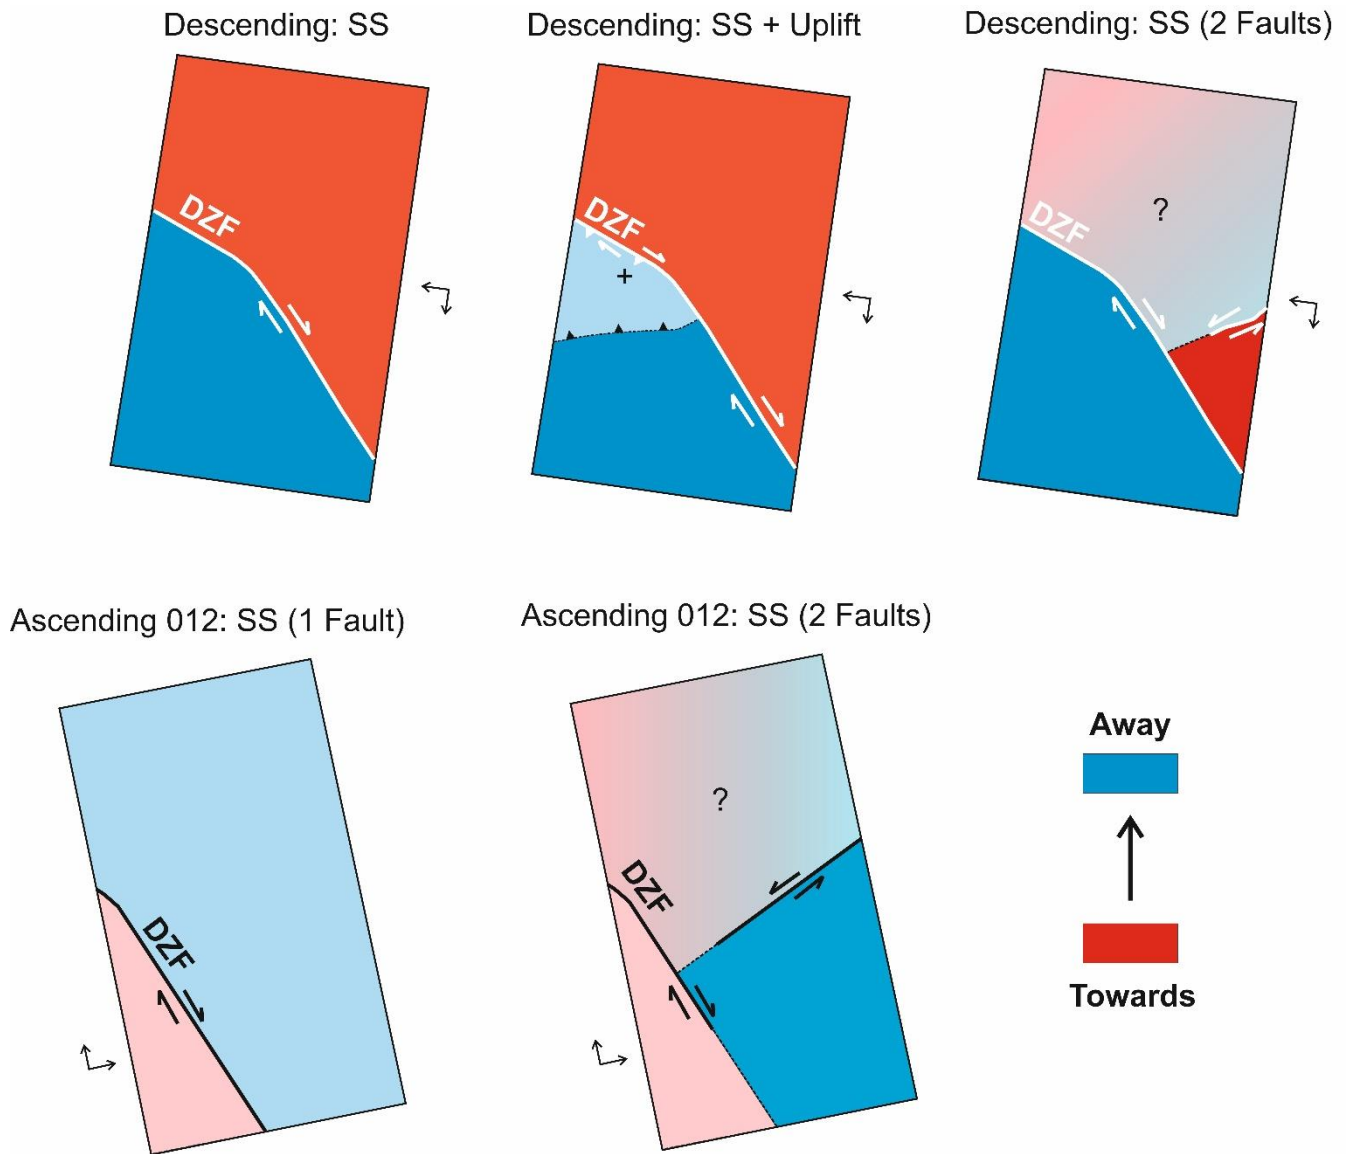 Descending: SS
Descending: SS + Uplift
Descending: SS (2 Faults)
DZF
DZF
+
DZF
?
Ascending 012: SS (1 Fault)
Ascending 012: SS (2 Faults)
DZF
DZF
?
Away
Towards